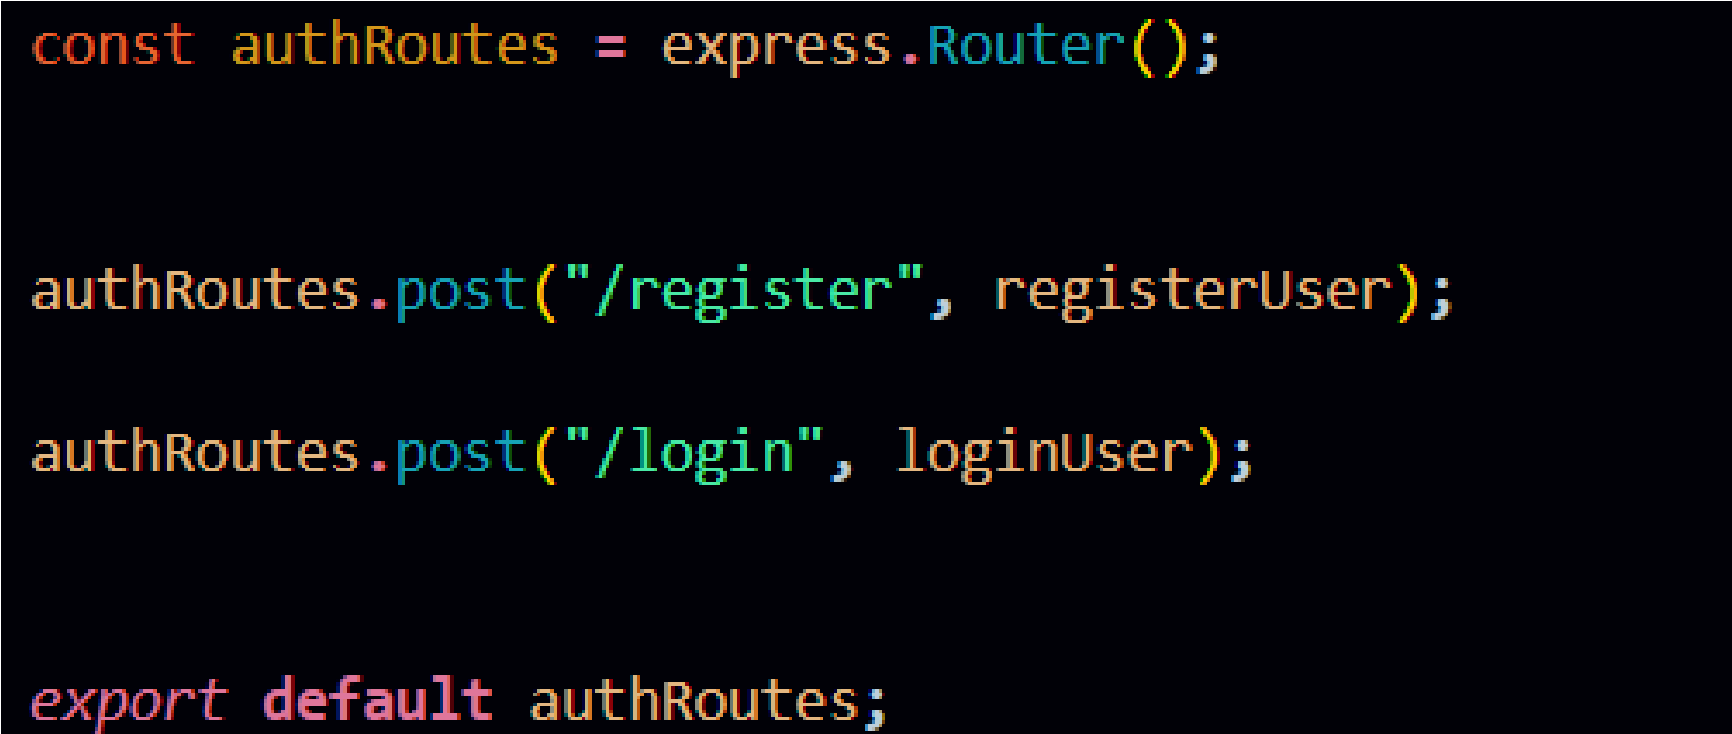 const authRoutes = express.Router();
authRoutes.post("/register", registerUser);
authRoutes.post("/login", loginUser);
export default authRoutes;